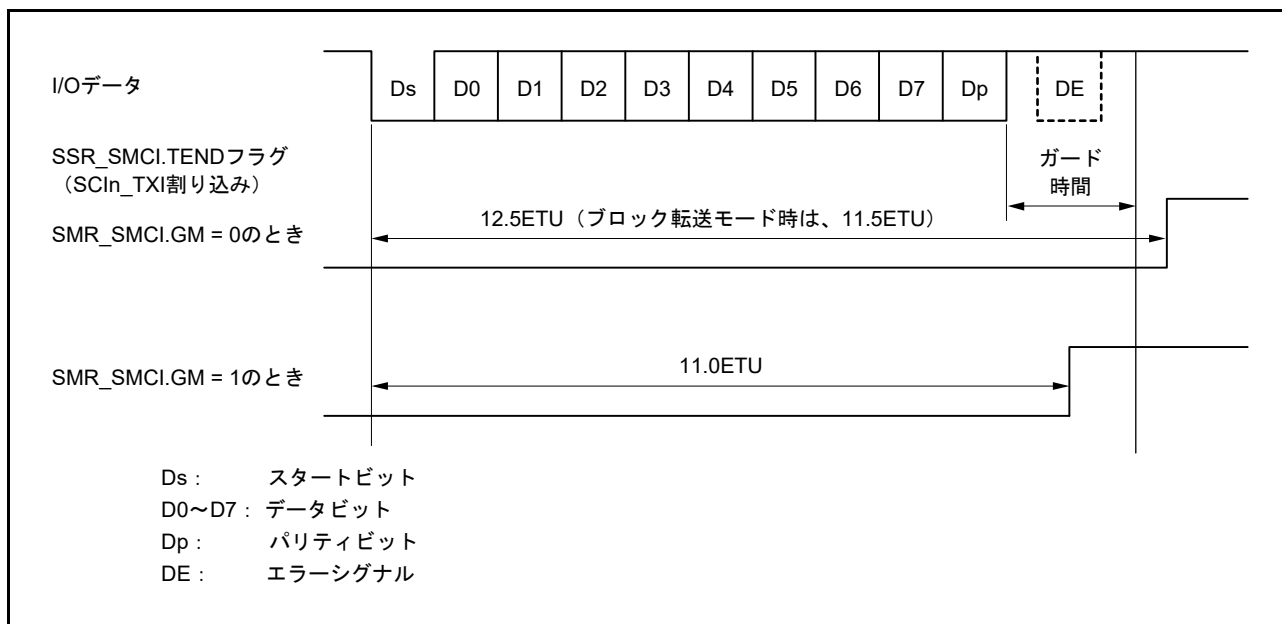 I/Oデータ
Ds D0 D1 D2 D3 D4 D5 D6 D7 Dp DE
SSR_SMCI.TENDフラグ
（SCIn_TXI割り込み）
ガード
時間
12.5ETU（ブロック転送モード時は、11.5ETU）
SMR_SMCI.GM = 0のとき
11.0ETU
SMR_SMCI.GM = 1のとき
Ds： スタートビット
D0～D7： データビット
Dp： パリティビット
DE： エラーシグナル